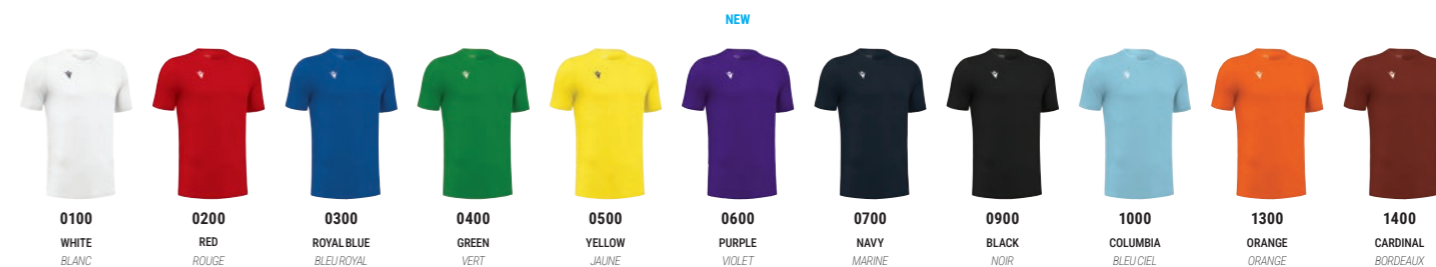 NEW
0100 0200 0300 0400 0500 0600 0700 0900 1000 1300 1400
WHITE RED ROYAL BLUE GREEN YELLOW PURPLE NAVY BLACK COLUMBIA ORANGE CARDINAL
BLANC ROUGE BLEU ROYAL VERT JAUNE VIOLET MARINE NOIR BLEU CIEL ORANGE BORDEAUX